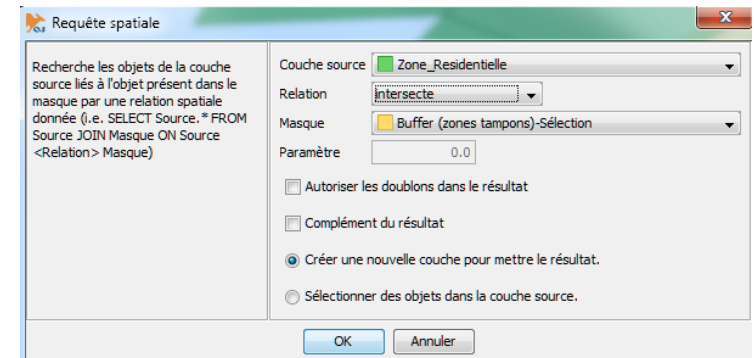 Requête spatiale
Recherche les objets de la couche
source liés à l'objet présent dans le
masque par une relation spatiale
donnée (i.e. SELECT Source.* FROM
Source JOIN Masque ON Source
<Relation> Masque)
Couche source Zone_Residentielle
Relation intersecte
Masque Buffer (zones tampons)-Sélection
Paramètre 0.0
Autoriser les doublons dans le résultat
Complément du résultat
Créer une nouvelle couche pour mettre le résultat.
Sélectionner des objets dans la couche source.
OK Annuler